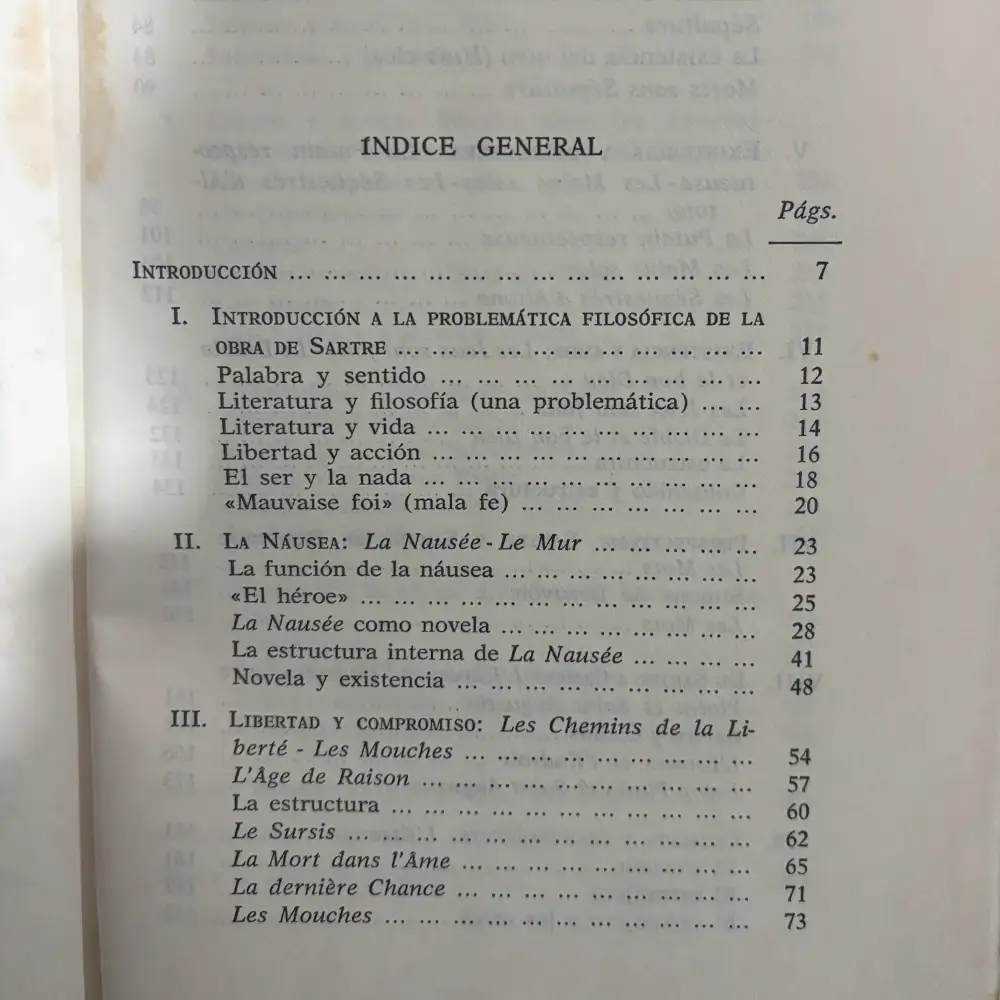 ÍNDICE GENERAL
Págs.
INTRODUCCIÓN ... ... ... ... ... ... ... ... ... ... ... ... ... ... ... ... ... ... 7
I. INTRODUCCIÓN A LA PROBLEMÁTICA FILOSÓFICA DE LA
OBRA DE SARTRE ... ... ... ... ... ... ... ... ... ... ... ... ... 11
Palabra y sentido ... ... ... ... ... ... ... ... ... ... ... ... 12
Literatura y filosofía (una problemática) ... ... 13
Literatura y vida ... ... ... ... ... ... ... ... ... ... ... ... 14
Libertad y acción ... ... ... ... ... ... ... ... ... ... ... ... 16
El ser y la nada ... ... ... ... ... ... ... ... ... ... ... ... 18
«Mauvaise foi» (mala fe) ... ... ... ... ... ... ... ... 20
II. LA NÁUSEA: La Nausée - Le Mur ... ... ... ... ... ... 23
La función de la náusea ... ... ... ... ... ... ... ... ... 23
«El héroe» ... ... ... ... ... ... ... ... ... ... ... ... ... ... 25
La Nausée como novela ... ... ... ... ... ... ... ... ... 28
La estructura interna de La Nausée ... ... ... ... 41
Novela y existencia ... ... ... ... ... ... ... ... ... ... ... 48
III. LIBERTAD Y COMPROMISO: Les Chemins de la Li-
berté - Les Mouches ... ... ... ... ... ... ... ... ... ... 54
L'Âge de Raison ... ... ... ... ... ... ... ... ... ... ... ... 57
La estructura ... ... ... ... ... ... ... ... ... ... ... ... ... 60
Le Sursis ... ... ... ... ... ... ... ... ... ... ... ... ... ... 62
La Mort dans l'Âme ... ... ... ... ... ... ... ... ... ... 65
La dernière Chance ... ... ... ... ... ... ... ... ... ... 71
Les Mouches ... ... ... ... ... ... ... ... ... ... ... ... ... 73